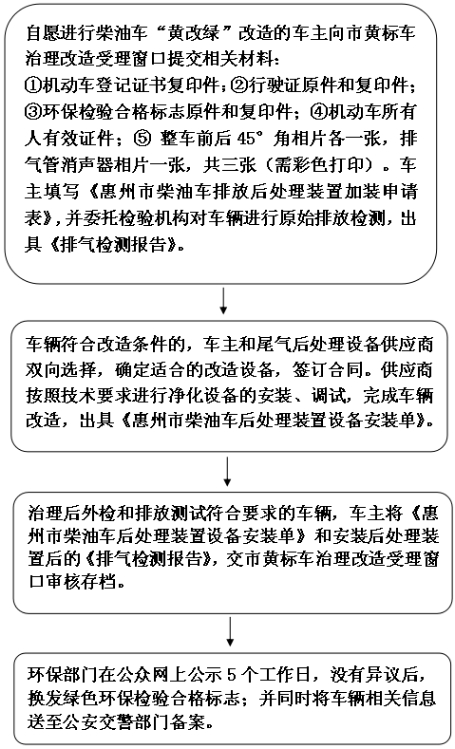 自愿进行柴油车“黄改绿”改造的车主向市黄标车
治理改造受理窗口提交相关材料：
①机动车登记证书复印件；②行驶证原件和复印件；
③环保检验合格标志原件和复印件；④机动车所有
人有效证件；⑤ 整车前后 45°角相片各一张，排
气管消声器相片一张，共三张（需彩色打印）。车
主填写《惠州市柴油车排放后处理装置加装申请
表》，并委托检验机构对车辆进行原始排放检测，出
具《排气检测报告》。
车辆符合改造条件的，车主和尾气后处理设备供应商
双向选择，确定适合的改造设备，签订合同。供应商
按照技术要求进行净化设备的安装、调试，完成车辆
改造，出具《惠州市柴油车后处理装置设备安装单》。
治理后外检和排放测试符合要求的车辆，车主将《惠
州市柴油车后处理装置设备安装单》和安装后处理装
置后的《排气检测报告》，交市黄标车治理改造受理窗
口审核存档。
环保部门在公众网上公示 5 个工作日，没有异议后，
换发绿色环保检验合格标志；并同时将车辆相关信息
送至公安交警部门备案。